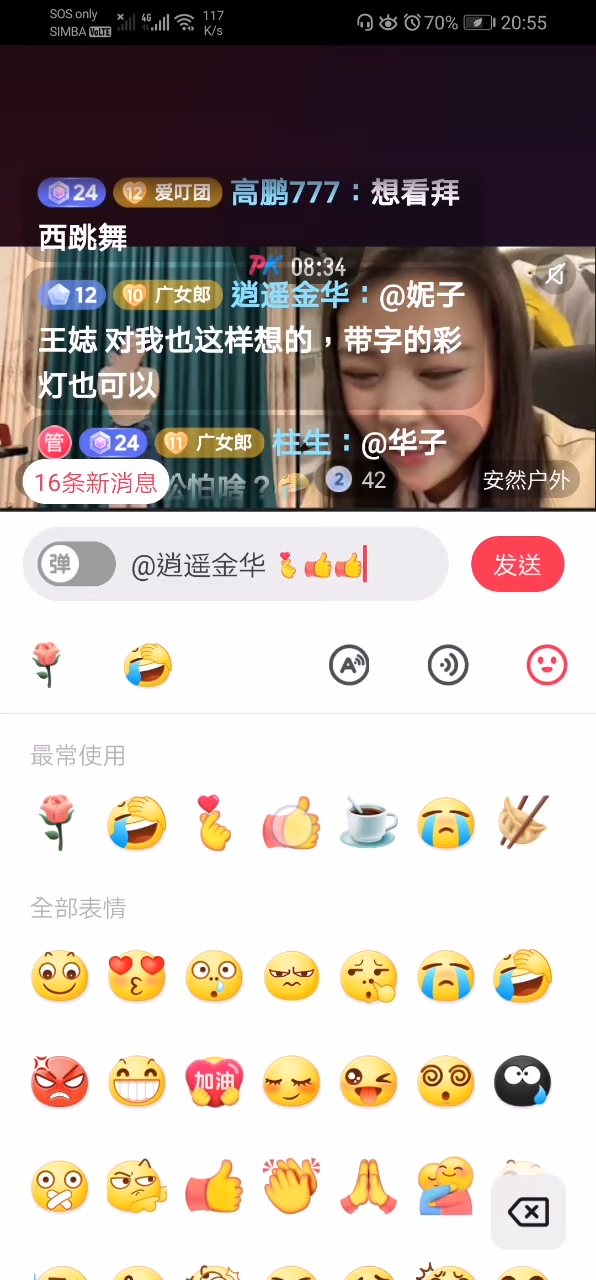 SOS only
SIMBA VoLTE
4G
117
K/s
70%
20:55
24 12 爱叮团 高鹏777：想看拜
西跳舞
PK 08:34
12 10 广女郎 逍遥金华：@妮子
王娡 对我也这样想的，带字的彩
灯也可以
管 24 11 广女郎 柱生：@华子
16条新消息
怕啥？
2 42
安然户外
弹 @逍遥金华
发送
A
最常使用
全部表情
加油